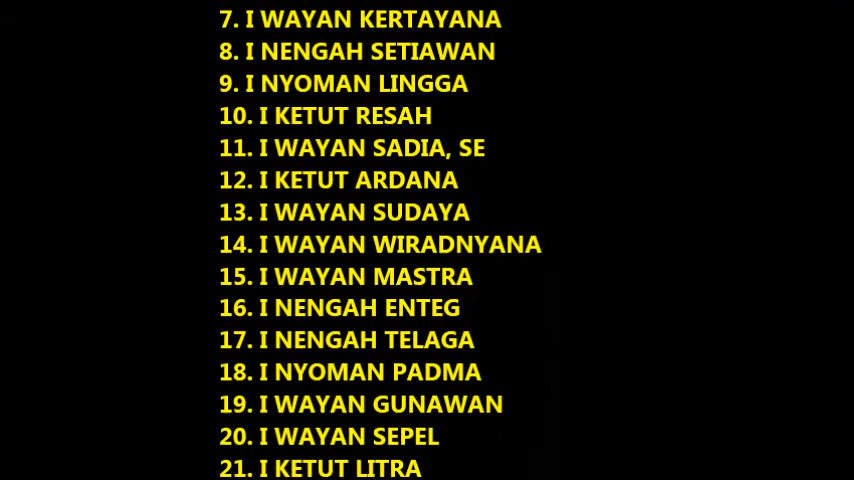 7. I WAYAN KERTAYANA
8. I NENGAH SETIAWAN
9. I NYOMAN LINGGA
10. I KETUT RESAH
11. I WAYAN SADIA, SE
12. I KETUT ARDANA
13. I WAYAN SUDAYA
14. I WAYAN WIRADNYANA
15. I WAYAN MASTRA
16. I NENGAH ENTEG
17. I NENGAH TELAGA
18. I NYOMAN PADMA
19. I WAYAN GUNAWAN
20. I WAYAN SEPEL
21. I KETUT LITRA